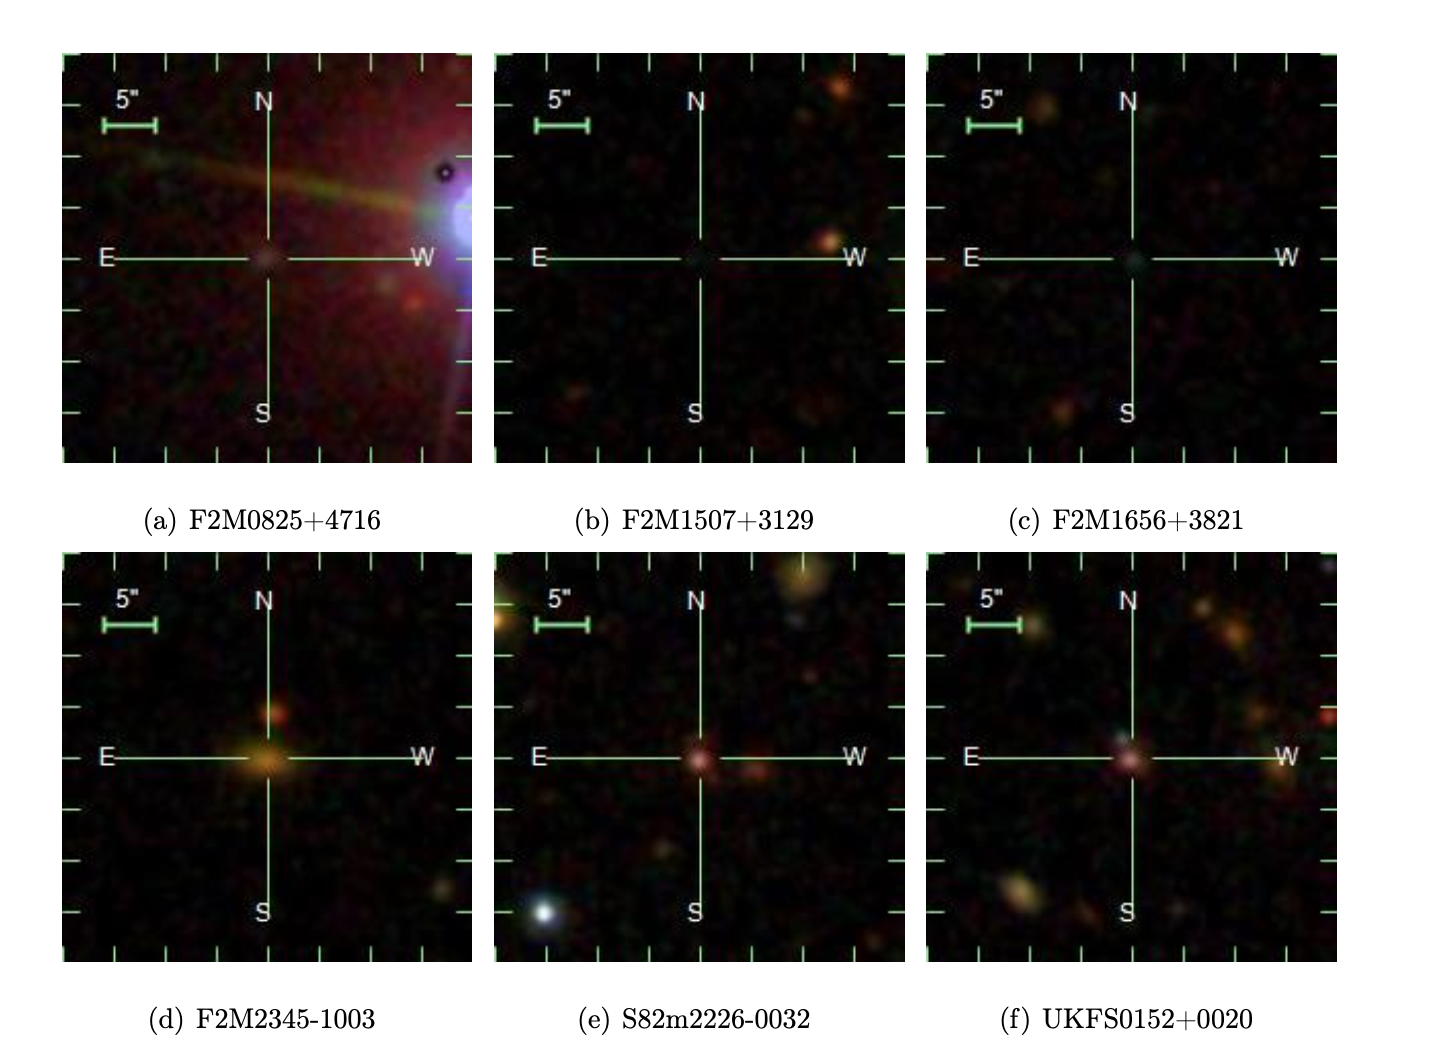 5" N 5" N 5" N
E W E W E W
S S S
(a) F2M0825+4716 (b) F2M1507+3129 (c) F2M1656+3821
5" N 5" N 5" N
E W E W E W
S S S
(d) F2M2345-1003 (e) S82m2226-0032 (f) UKFS0152+0020